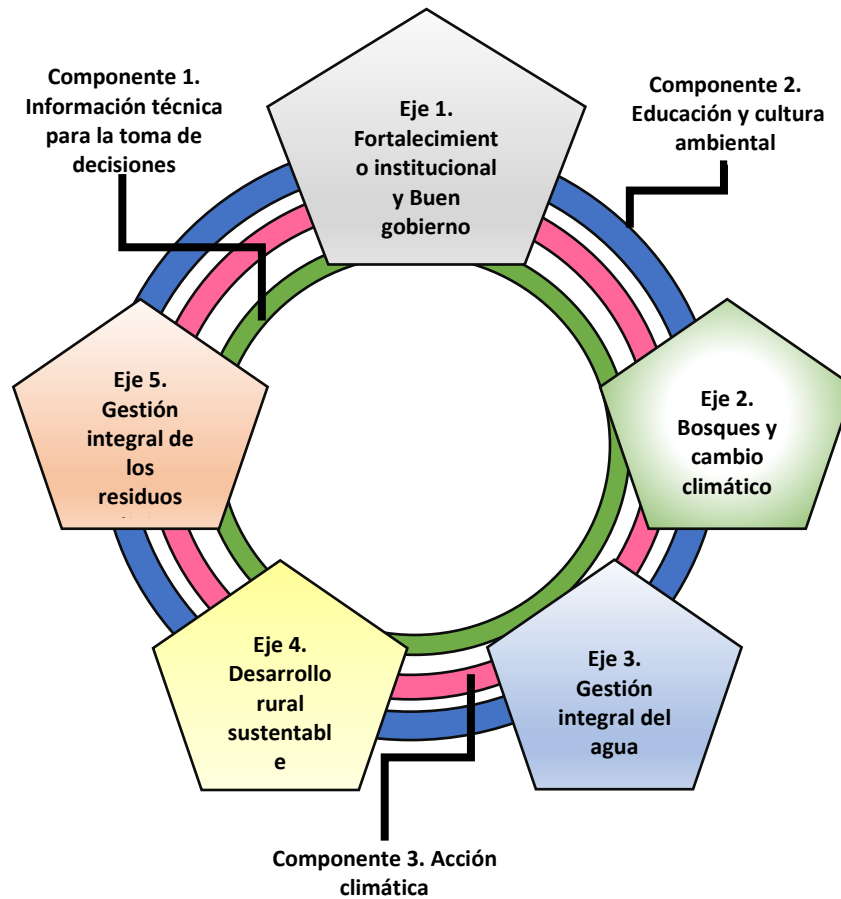 Componente 1.
Información técnica
para la toma de
decisiones
Eje 1.
Fortalecimient
o institucional
y Buen
gobierno
Componente 2.
Educación y cultura
ambiental
Eje 5.
Gestión
integral de
los
residuos
Eje 2.
Bosques y
cambio
climático
Eje 4.
Desarrollo
rural
sustentabl
e
Eje 3.
Gestión
integral del
agua
Componente 3. Acción
climática